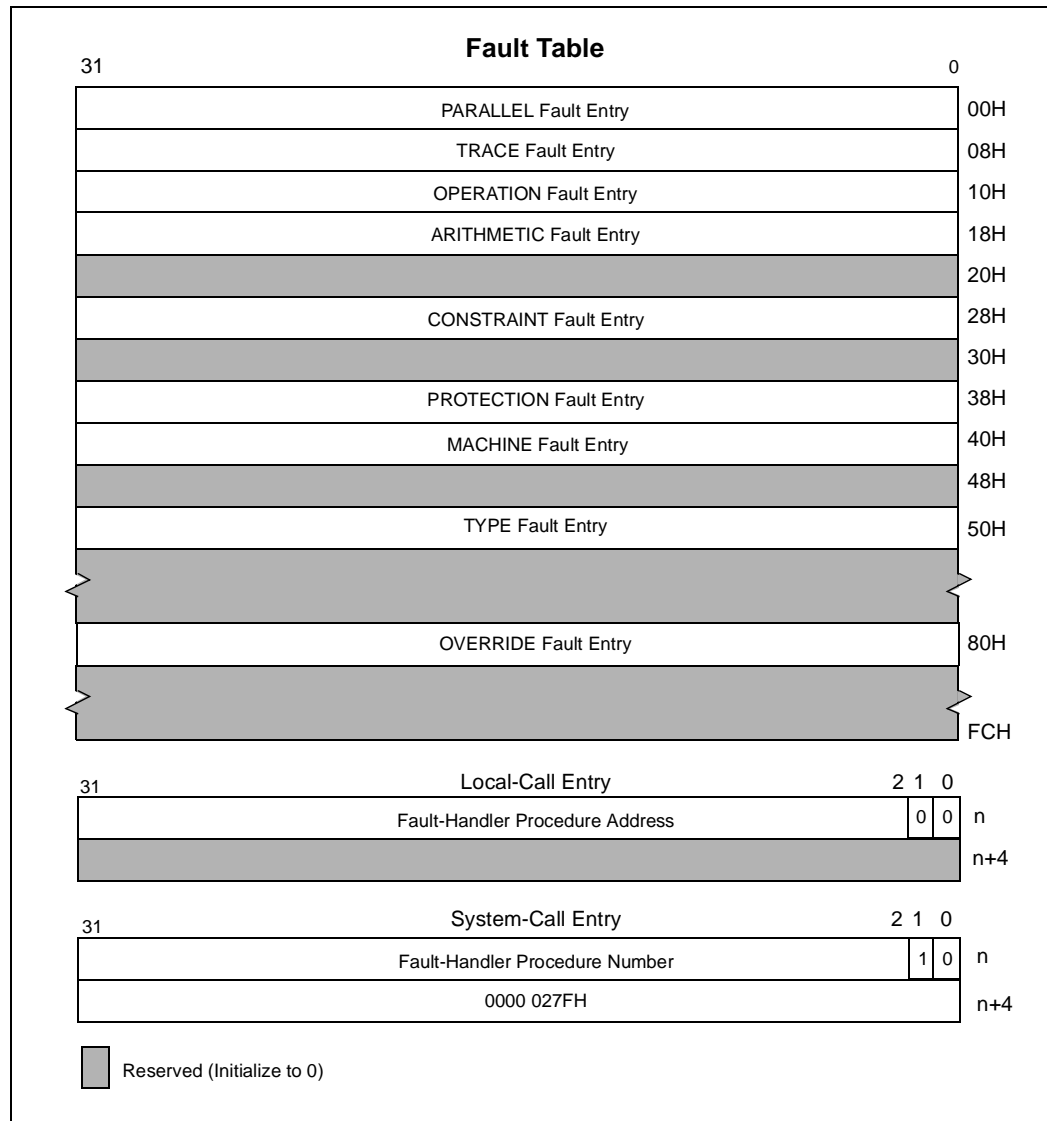 Fault Table
31 0
PARALLEL Fault Entry 00H
TRACE Fault Entry 08H
OPERATION Fault Entry 10H
ARITHMETIC Fault Entry 18H
20H
CONSTRAINT Fault Entry 28H
30H
PROTECTION Fault Entry 38H
MACHINE Fault Entry 40H
48H
TYPE Fault Entry 50H
OVERRIDE Fault Entry 80H
FCH
31 Local-Call Entry 2 1 0
Fault-Handler Procedure Address 0 0 n
n+4
31 System-Call Entry 2 1 0
Fault-Handler Procedure Number 1 0 n
0000 027FH n+4
Reserved (Initialize to 0)